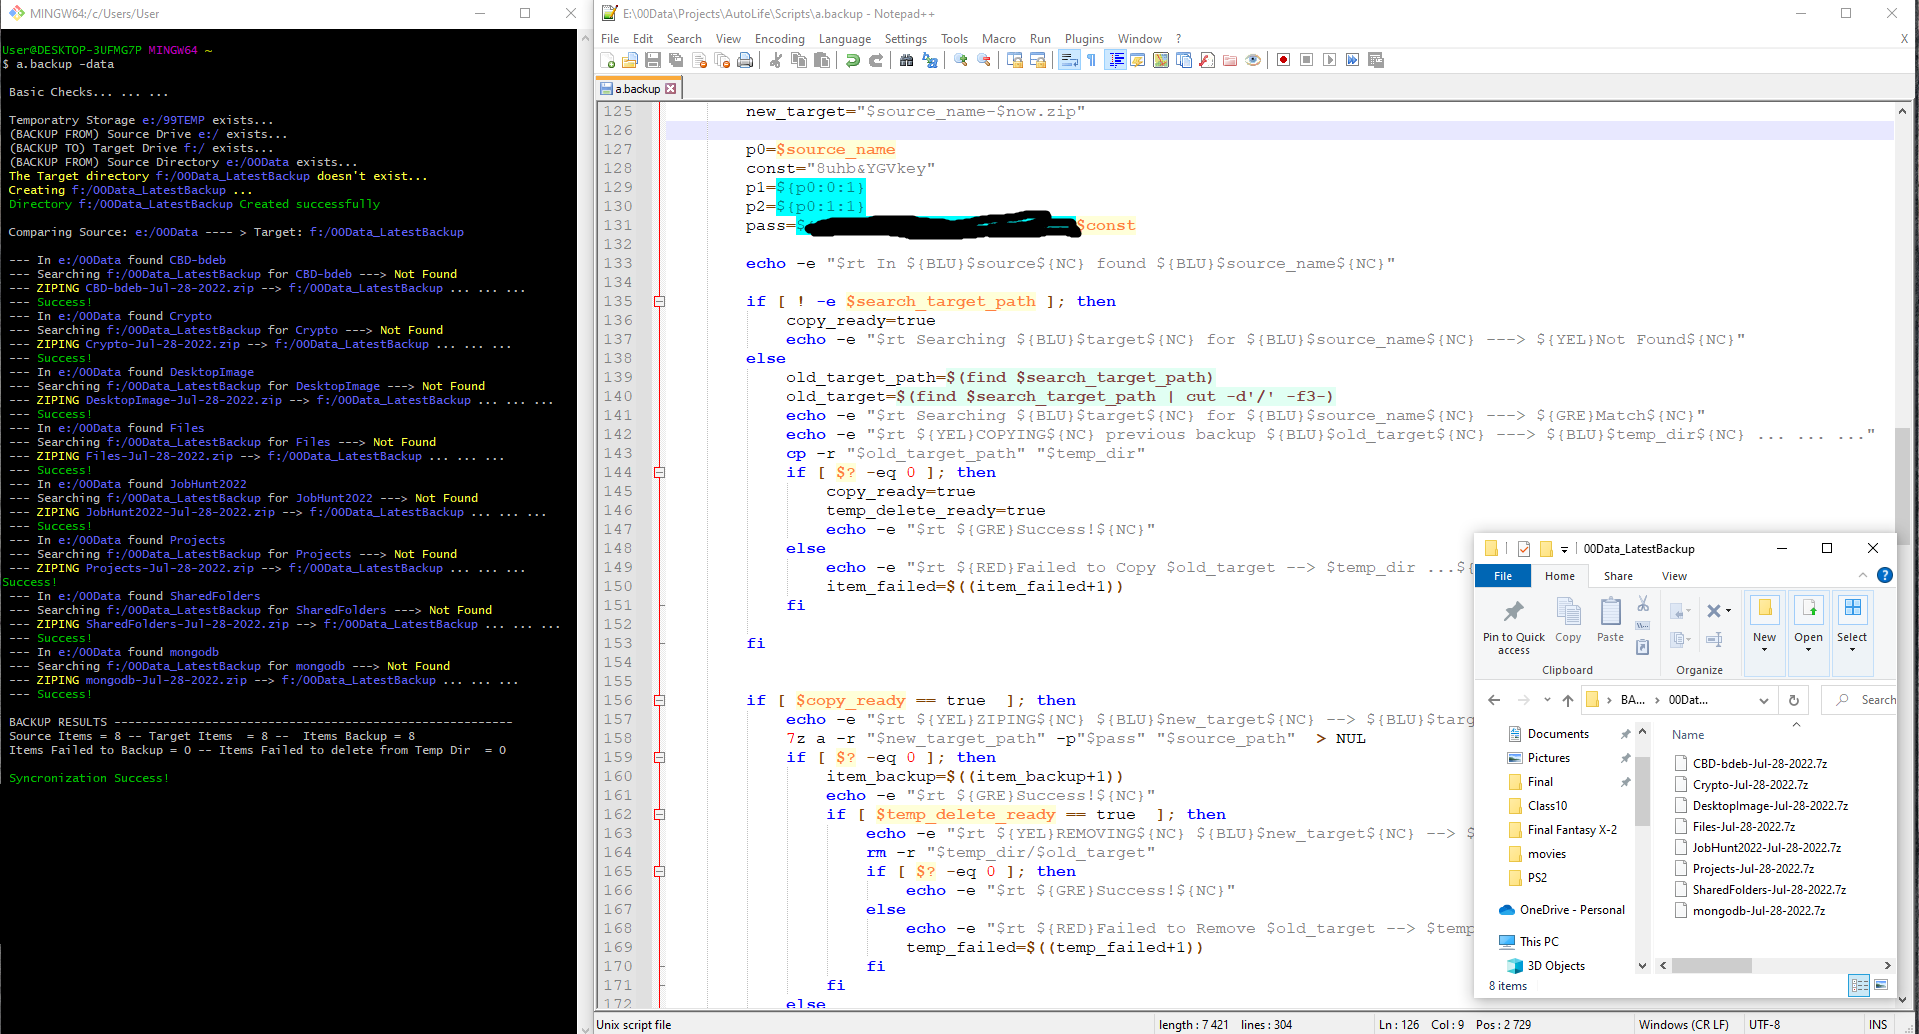 MINGW64:/c/Users/User
User@DESKTOP-3UFMG7P MINGW64 ~
$ a.backup -data
Basic Checks... ... ...
Temporatry Storage e:/99TEMP exists...
(BACKUP FROM) Source Drive e:/ exists...
(BACKUP TO) Target Drive f:/ exists...
(BACKUP FROM) Source Directory e:/00Data exists...
The Target directory f:/00Data_LatestBackup doesn't exist...
Creating f:/00Data_LatestBackup ...
Directory f:/00Data_LatestBackup Created successfully
Comparing Source: e:/00Data ---- > Target: f:/00Data_LatestBackup
--- In e:/00Data found CBD-bdeb
--- Searching f:/00Data_LatestBackup for CBD-bdeb ---> Not Found
--- ZIPING CBD-bdeb-Jul-28-2022.zip --> f:/00Data_LatestBackup ... ... ...
--- Success!
--- In e:/00Data found Crypto
--- Searching f:/00Data_LatestBackup for Crypto ---> Not Found
--- ZIPING Crypto-Jul-28-2022.zip --> f:/00Data_LatestBackup ... ... ...
--- Success!
--- In e:/00Data found DesktopImage
--- Searching f:/00Data_LatestBackup for DesktopImage ---> Not Found
--- ZIPING DesktopImage-Jul-28-2022.zip --> f:/00Data_LatestBackup ... ... ...
--- Success!
--- In e:/00Data found Files
--- Searching f:/00Data_LatestBackup for Files ---> Not Found
--- ZIPING Files-Jul-28-2022.zip --> f:/00Data_LatestBackup ... ... ...
--- Success!
--- In e:/00Data found JobHunt2022
--- Searching f:/00Data_LatestBackup for JobHunt2022 ---> Not Found
--- ZIPING JobHunt2022-Jul-28-2022.zip --> f:/00Data_LatestBackup ... ... ...
--- Success!
--- In e:/00Data found Projects
--- Searching f:/00Data_LatestBackup for Projects ---> Not Found
--- ZIPING Projects-Jul-28-2022.zip --> f:/00Data_LatestBackup ... ... ...
Success!
--- In e:/00Data found SharedFolders
--- Searching f:/00Data_LatestBackup for SharedFolders ---> Not Found
--- ZIPING SharedFolders-Jul-28-2022.zip --> f:/00Data_LatestBackup ... ... ...
--- Success!
--- In e:/00Data found mongodb
--- Searching f:/00Data_LatestBackup for mongodb ---> Not Found
--- ZIPING mongodb-Jul-28-2022.zip --> f:/00Data_LatestBackup ... ... ...
--- Success!
BACKUP RESULTS ---------------------------------------------------------
Source Items = 8 -- Target Items  = 8 --  Items Backup = 8
Items Failed to Backup = 0 -- Items Failed to delete from Temp Dir  = 0
Syncronization Success!
E:\00Data\Projects\AutoLife\Scripts\a.backup - Notepad++
File Edit Search View Encoding Language Settings Tools Macro Run Plugins Window ? X
a.backup
125 new_target="$source_name-$now.zip"
126
127 p0=$source_name
128 const="8uhb&YGVkey"
129 p1=${p0:0:1}
130 p2=${p0:1:1}
131 pass=$ $const
132
133 echo -e "$rt In ${BLU}$source${NC} found ${BLU}$source_name${NC}"
134
135 if [ ! -e $search_target_path ]; then
136 copy_ready=true
137 echo -e "$rt Searching ${BLU}$target${NC} for ${BLU}$source_name${NC} ---> ${YEL}Not Found${NC}"
138 else
139 old_target_path=$(find $search_target_path)
140 old_target=$(find $search_target_path | cut -d'/' -f3-)
141 echo -e "$rt Searching ${BLU}$target${NC} for ${BLU}$source_name${NC} ---> ${GRE}Match${NC}"
142 echo -e "$rt ${YEL}COPYING${NC} previous backup ${BLU}$old_target${NC} ---> ${BLU}$temp_dir${NC} ... ... ..."
143 cp -r "$old_target_path" "$temp_dir"
144 if [ $? -eq 0 ]; then
145 copy_ready=true
146 temp_delete_ready=true
147 echo -e "$rt ${GRE}Success!${NC}"
148 else
149 echo -e "$rt ${RED}Failed to Copy $old_target --> $temp_dir ...${
150 item_failed=$((item_failed+1))
151 fi
152
153 fi
154
155
156 if [ $copy_ready == true  ]; then
157 echo -e "$rt ${YEL}ZIPING${NC} ${BLU}$new_target${NC} --> ${BLU}$targ
158 7z a -r "$new_target_path" -p"$pass" "$source_path"  > NUL
159 if [ $? -eq 0 ]; then
160 item_backup=$((item_backup+1))
161 echo -e "$rt ${GRE}Success!${NC}"
162 if [ $temp_delete_ready == true  ]; then
163 echo -e "$rt ${YEL}REMOVING${NC} ${BLU}$new_target${NC} --> $
164 rm -r "$temp_dir/$old_target"
165 if [ $? -eq 0 ]; then
166 echo -e "$rt ${GRE}Success!${NC}"
167 else
168 echo -e "$rt ${RED}Failed to Remove $old_target --> $temp
169 temp_failed=$((temp_failed+1))
170 fi
171 fi
172 else
Unix script file length : 7 421 lines : 304 Ln : 126 Col : 9 Pos : 2 729 Windows (CR LF) UTF-8 INS
00Data_LatestBackup
File Home Share View
Pin to Quick access
Copy
Paste
New
Open
Select
Clipboard
Organize
BA... 00Dat... Search
Documents
Pictures
Final
Class10
Final Fantasy X-2
movies
PS2
OneDrive - Personal
This PC
3D Objects
Name
CBD-bdeb-Jul-28-2022.7z
Crypto-Jul-28-2022.7z
DesktopImage-Jul-28-2022.7z
Files-Jul-28-2022.7z
JobHunt2022-Jul-28-2022.7z
Projects-Jul-28-2022.7z
SharedFolders-Jul-28-2022.7z
mongodb-Jul-28-2022.7z
8 items